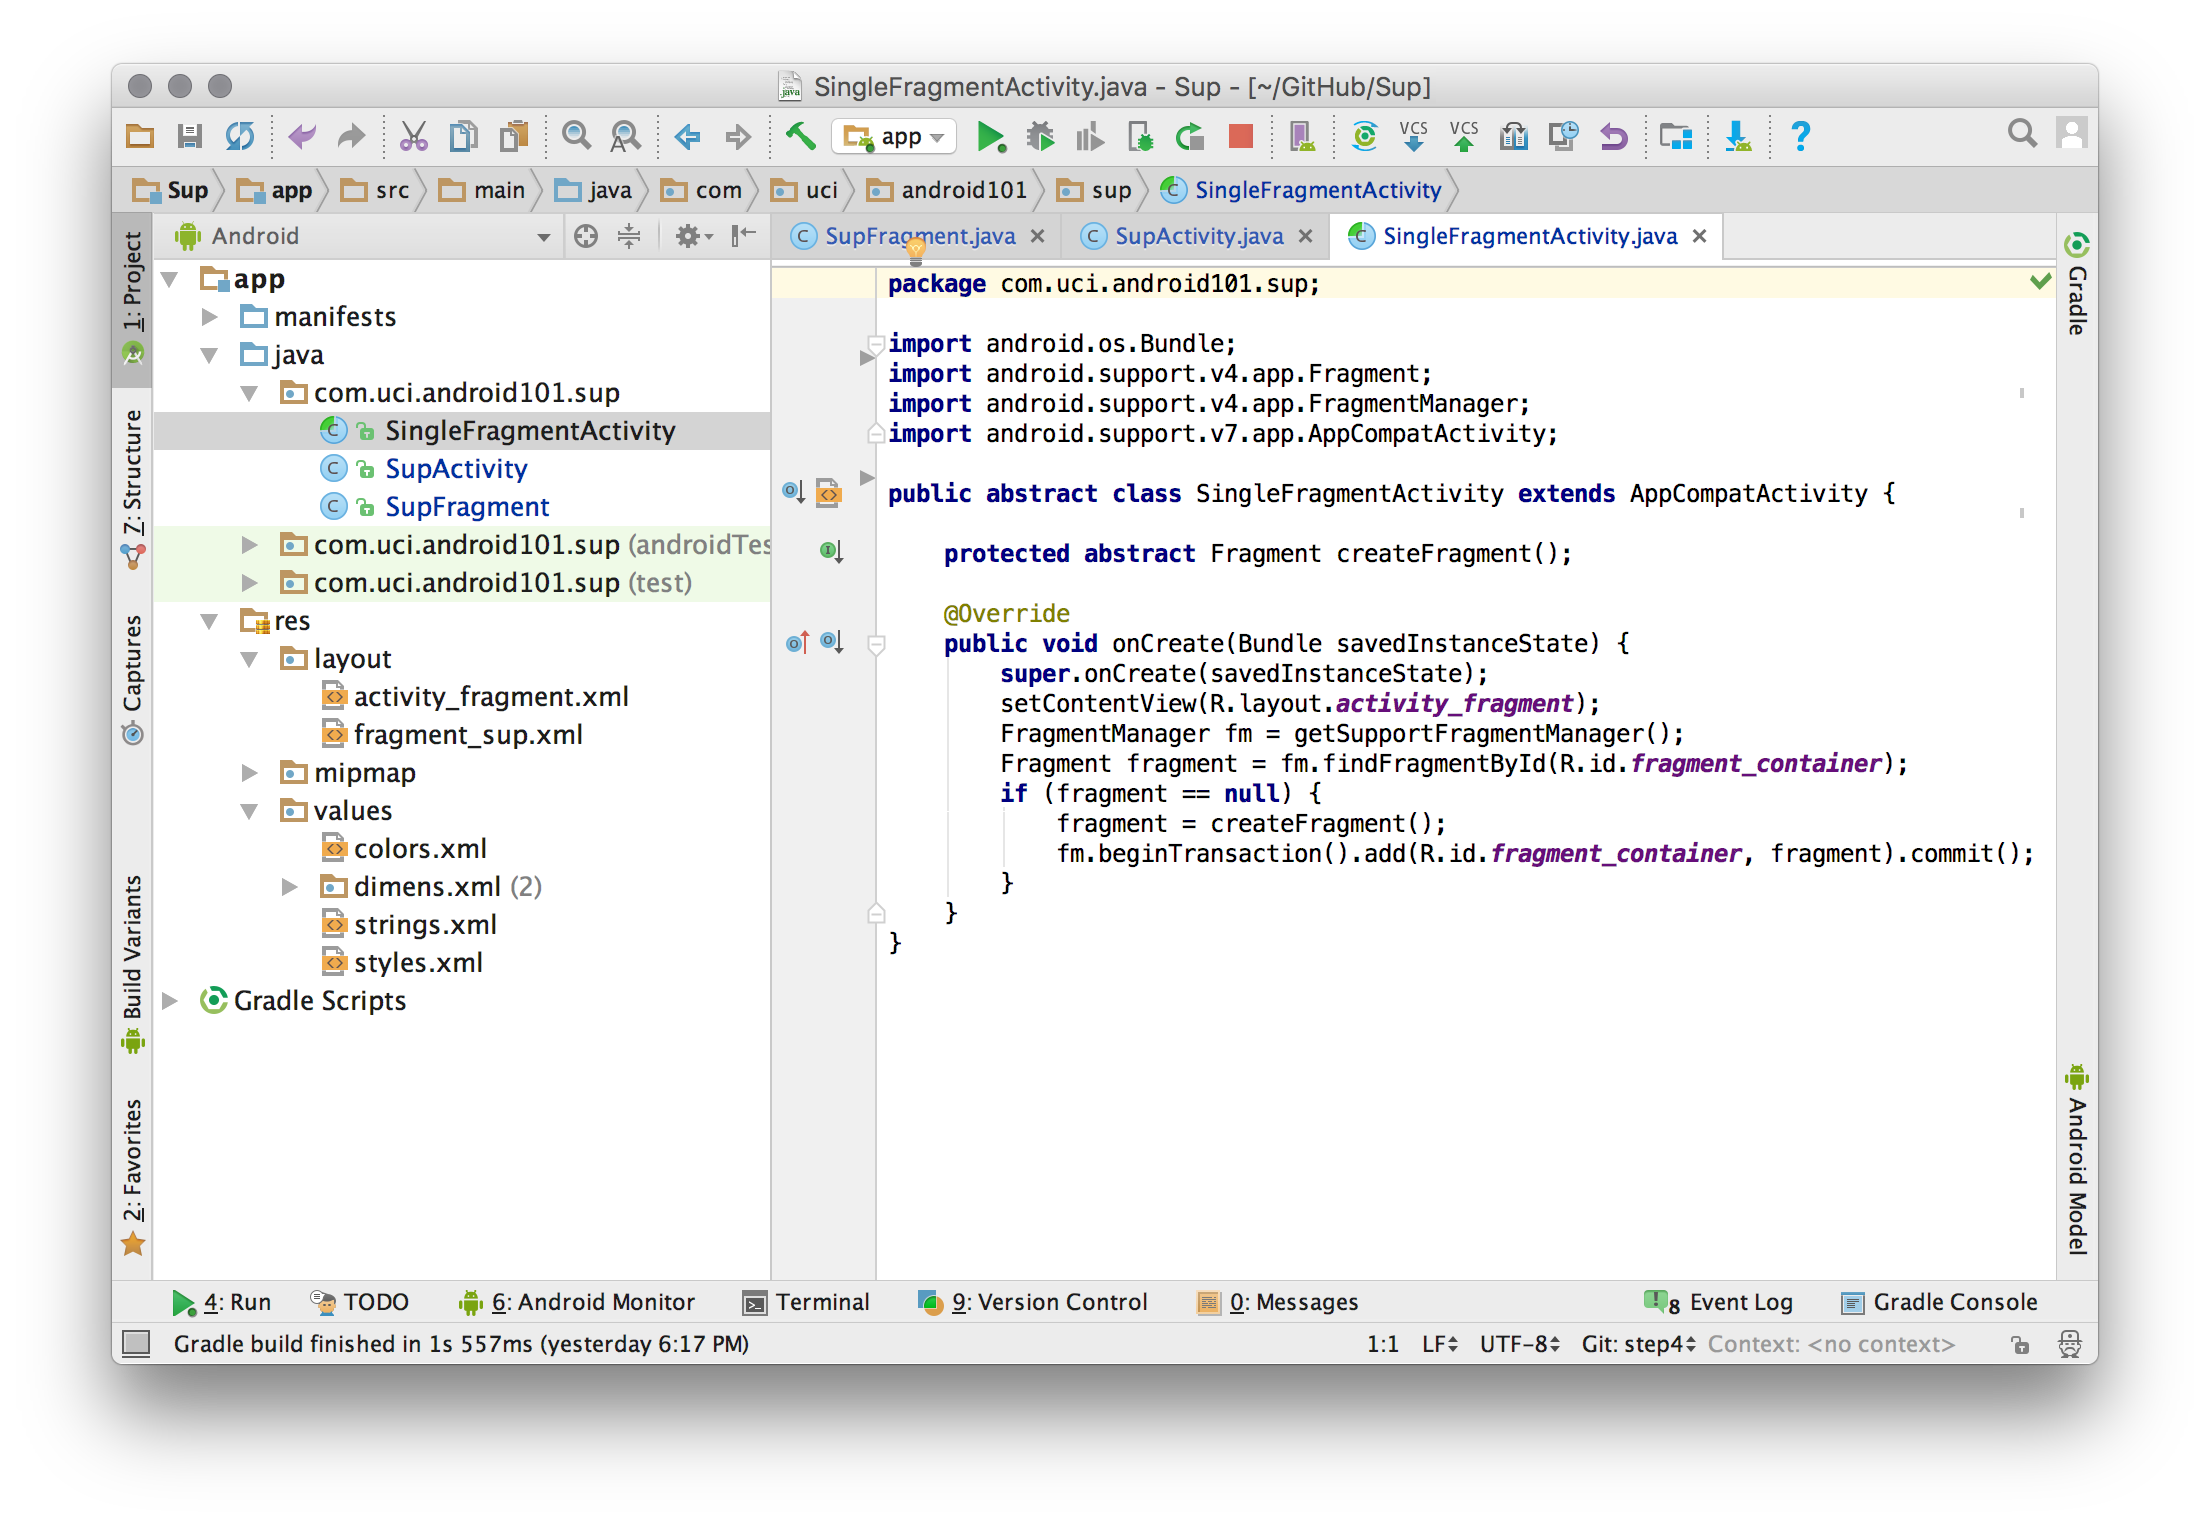 SingleFragmentActivity.java - Sup - [~/GitHub/Sup]
app
VCS
VCS
?
Sup
app
src
main
java
com
uci
android101
sup
SingleFragmentActivity
Android
SupFragment.java
SupActivity.java
SingleFragmentActivity.java
1: Project
7: Structure
Captures
Build Variants
2: Favorites
app
manifests
java
com.uci.android101.sup
SingleFragmentActivity
SupActivity
SupFragment
com.uci.android101.sup (androidTes
com.uci.android101.sup (test)
res
layout
activity_fragment.xml
fragment_sup.xml
mipmap
values
colors.xml
dimens.xml (2)
strings.xml
styles.xml
Gradle Scripts
package com.uci.android101.sup;
import android.os.Bundle;
import android.support.v4.app.Fragment;
import android.support.v4.app.FragmentManager;
import android.support.v7.app.AppCompatActivity;
public abstract class SingleFragmentActivity extends AppCompatActivity {
protected abstract Fragment createFragment();
@Override
public void onCreate(Bundle savedInstanceState) {
super.onCreate(savedInstanceState);
setContentView(R.layout.activity_fragment);
FragmentManager fm = getSupportFragmentManager();
Fragment fragment = fm.findFragmentById(R.id.fragment_container);
if (fragment == null) {
fragment = createFragment();
fm.beginTransaction().add(R.id.fragment_container, fragment).commit();
}
}
}
Gradle
Android Model
4: Run
TODO
6: Android Monitor
Terminal
9: Version Control
0: Messages
8 Event Log
Gradle Console
Gradle build finished in 1s 557ms (yesterday 6:17 PM)
1:1
LF
UTF-8
Git: step4
Context: <no context>